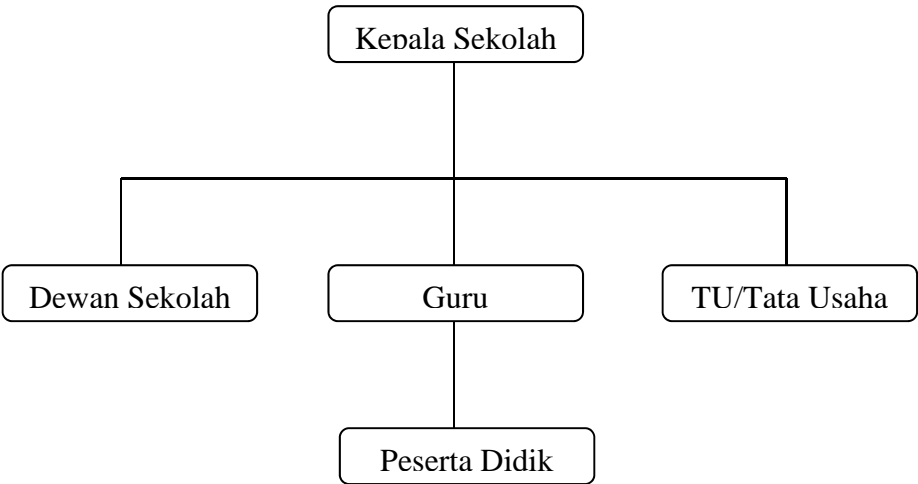 Kepala Sekolah
Dewan Sekolah
Guru
TU/Tata Usaha
Peserta Didik